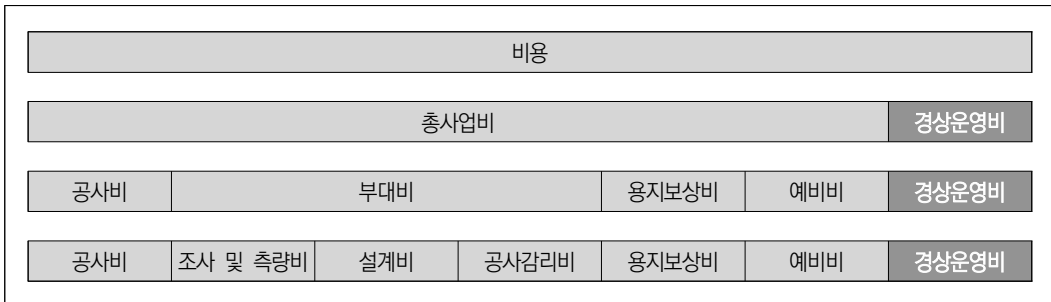 비용
총사업비 경상운영비
공사비 부대비 용지보상비 예비비 경상운영비
공사비 조사 및 측량비 설계비 공사감리비 용지보상비 예비비 경상운영비